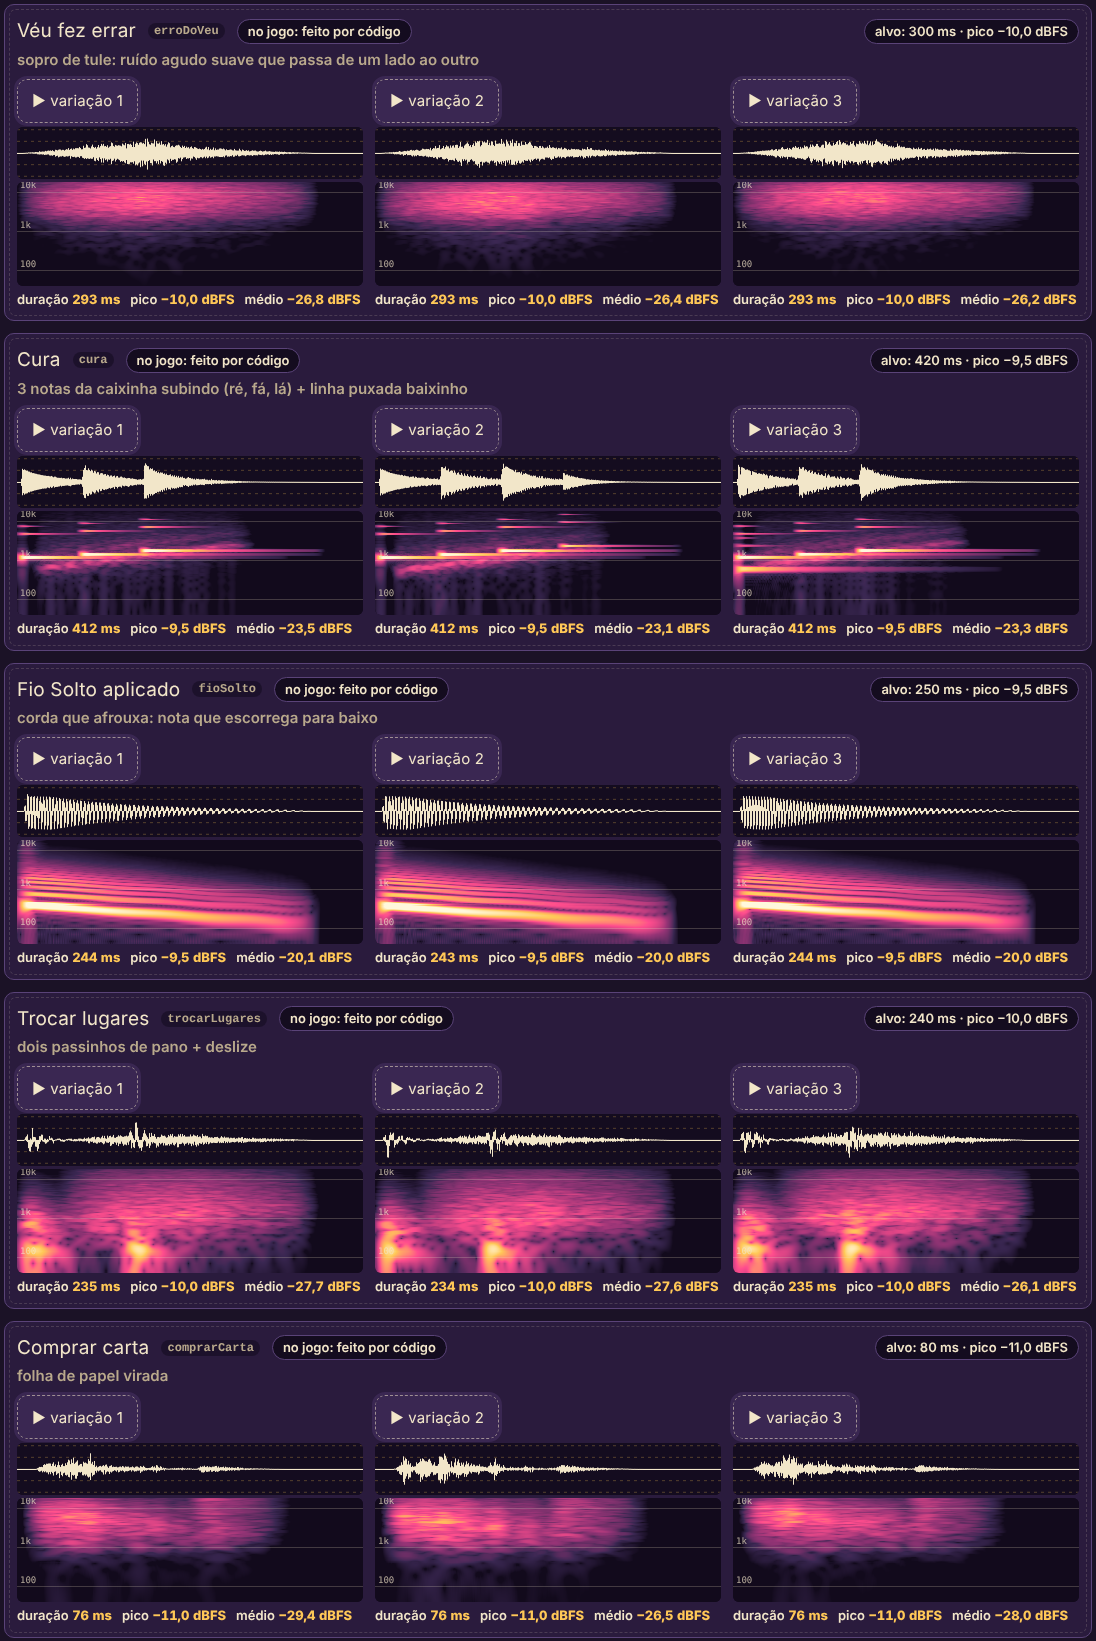 Véu fez errar erroDoVeu no jogo: feito por código alvo: 300 ms · pico −10,0 dBFS
sopro de tule: ruído agudo suave que passa de um lado ao outro
▶ variação 1 ▶ variação 2 ▶ variação 3
10k 10k 10k
1k 1k 1k
100 100 100
duração 293 ms pico −10,0 dBFS médio −26,8 dBFS duração 293 ms pico −10,0 dBFS médio −26,4 dBFS duração 293 ms pico −10,0 dBFS médio −26,2 dBFS
Cura cura no jogo: feito por código alvo: 420 ms · pico −9,5 dBFS
3 notas da caixinha subindo (ré, fá, lá) + linha puxada baixinho
▶ variação 1 ▶ variação 2 ▶ variação 3
10k 10k 10k
1k 1k 1k
100 100 100
duração 412 ms pico −9,5 dBFS médio −23,5 dBFS duração 412 ms pico −9,5 dBFS médio −23,1 dBFS duração 412 ms pico −9,5 dBFS médio −23,3 dBFS
Fio Solto aplicado fioSolto no jogo: feito por código alvo: 250 ms · pico −9,5 dBFS
corda que afrouxa: nota que escorrega para baixo
▶ variação 1 ▶ variação 2 ▶ variação 3
10k 10k 10k
1k 1k 1k
100 100 100
duração 244 ms pico −9,5 dBFS médio −20,1 dBFS duração 243 ms pico −9,5 dBFS médio −20,0 dBFS duração 244 ms pico −9,5 dBFS médio −20,0 dBFS
Trocar lugares trocarLugares no jogo: feito por código alvo: 240 ms · pico −10,0 dBFS
dois passinhos de pano + deslize
▶ variação 1 ▶ variação 2 ▶ variação 3
10k 10k 10k
1k 1k 1k
100 100 100
duração 235 ms pico −10,0 dBFS médio −27,7 dBFS duração 234 ms pico −10,0 dBFS médio −27,6 dBFS duração 235 ms pico −10,0 dBFS médio −26,1 dBFS
Comprar carta comprarCarta no jogo: feito por código alvo: 80 ms · pico −11,0 dBFS
folha de papel virada
▶ variação 1 ▶ variação 2 ▶ variação 3
10k 10k 10k
1k 1k 1k
100 100 100
duração 76 ms pico −11,0 dBFS médio −29,4 dBFS duração 76 ms pico −11,0 dBFS médio −26,5 dBFS duração 76 ms pico −11,0 dBFS médio −28,0 dBFS